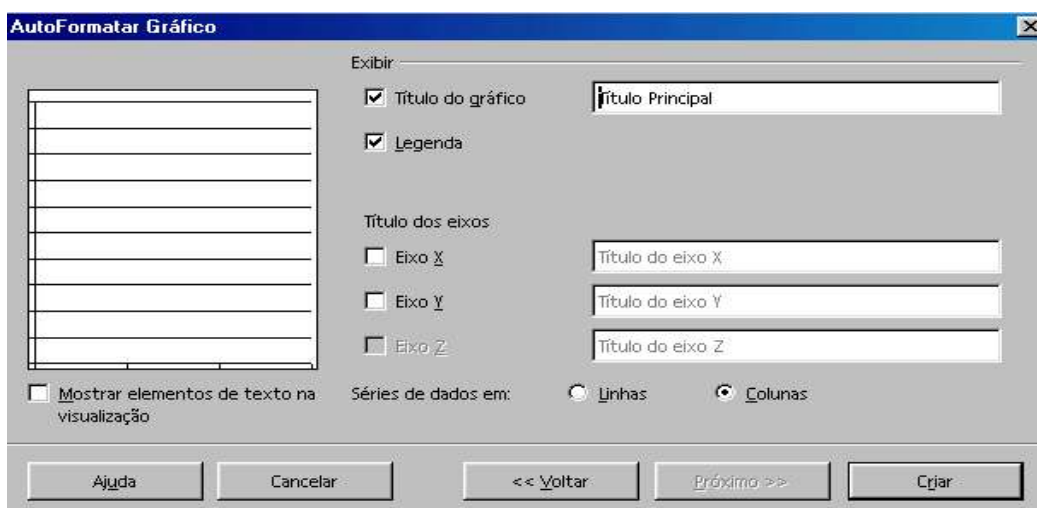 AutoFormatar Gráfico
Exibir
Título do gráfico
Título Principal
Legenda
Título dos eixos
Eixo X
Título do eixo X
Eixo Y
Título do eixo Y
Eixo Z
Título do eixo Z
Mostrar elementos de texto na
visualização
Séries de dados em:
Linhas
Colunas
Ajuda
Cancelar
<< Voltar
Próximo >>
Criar